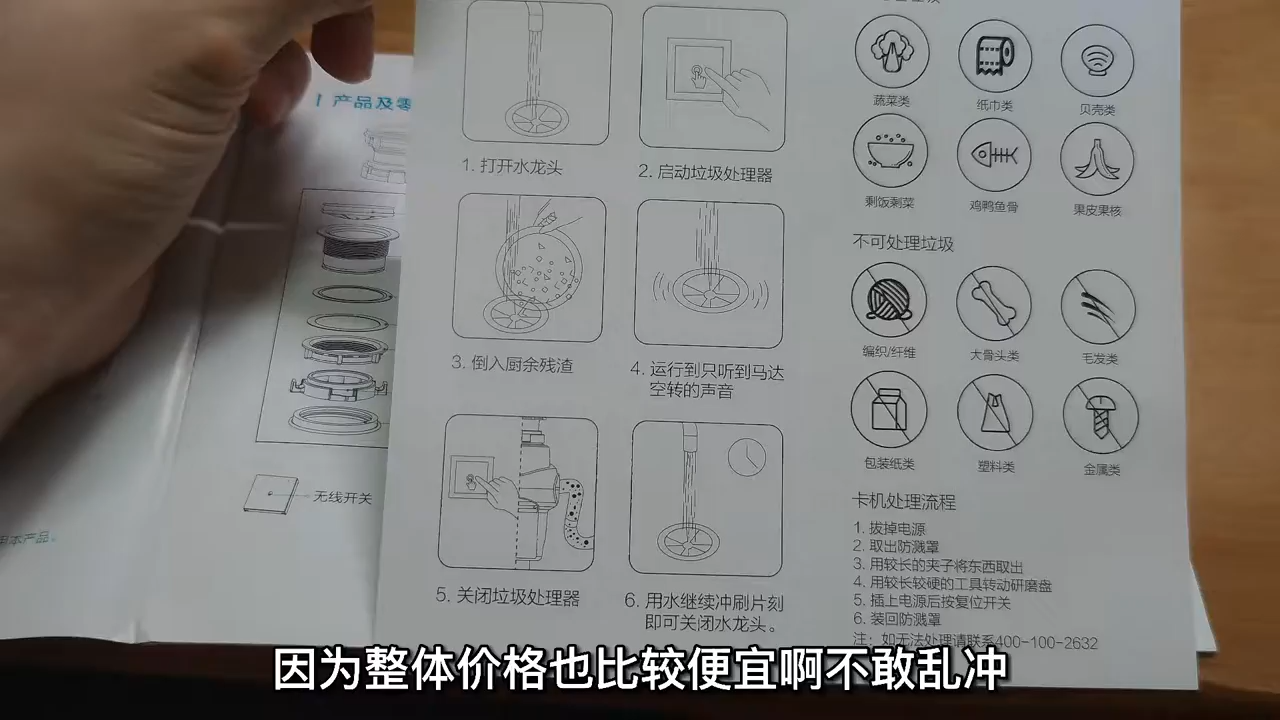 1 产品及零
无线开关
用本产品。
1. 打开水龙头
2. 启动垃圾处理器
3. 倒入厨余残渣
4. 运行到只听到马达
空转的声音
5. 关闭垃圾处理器
6. 用水继续冲刷片刻
即可关闭水龙头。
蔬菜类
纸巾类
贝壳类
剩饭剩菜
鸡鸭鱼骨
果皮果核
不可处理垃圾
编织/纤维
大骨头类
毛发类
包装纸类
塑料类
金属类
卡机处理流程
1. 拔掉电源
2. 取出防溅罩
3. 用较长的夹子将东西取出
4. 用较长较硬的工具转动研磨盘
5. 插上电源后按复位开关
6. 装回防溅罩
注：如无法处理请联系400-100-2632
因为整体价格也比较便宜啊不敢乱冲